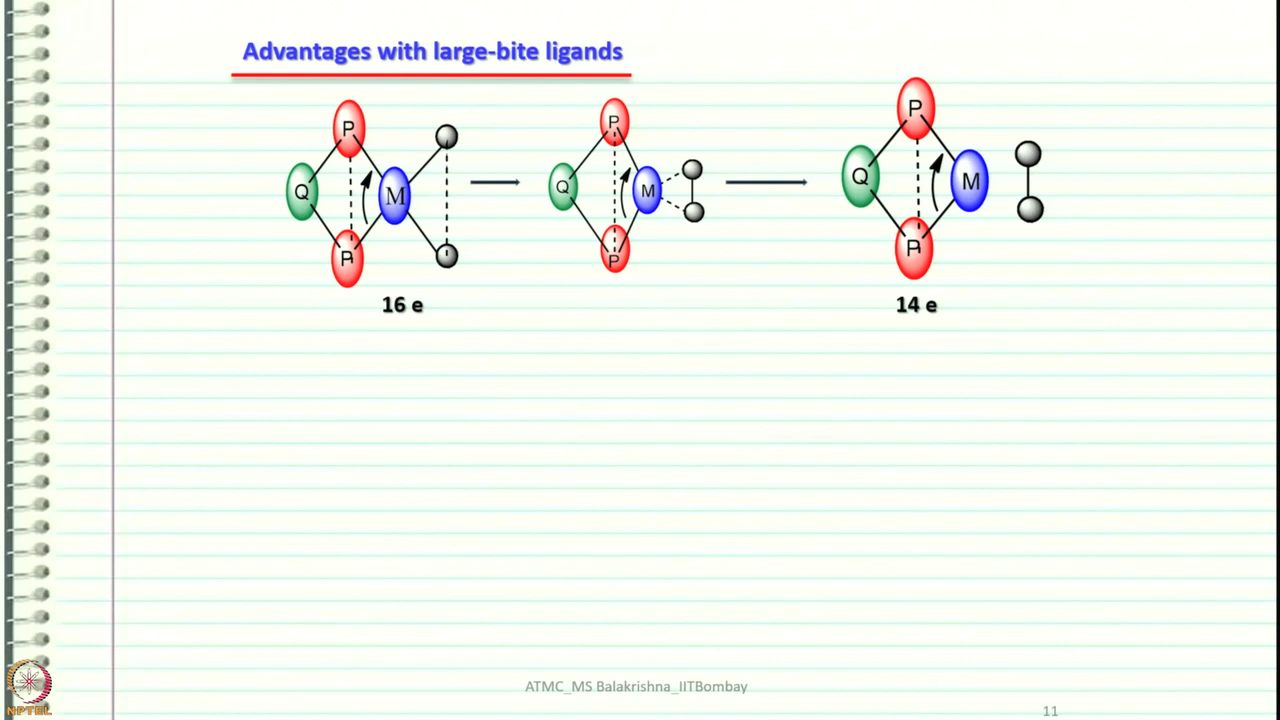 Advantages with large-bite ligands
P P P
Q M Q M Q M
P P P
16 e 14 e
ATMC_MS Balakrishna_IITBombay
11
NPTEL